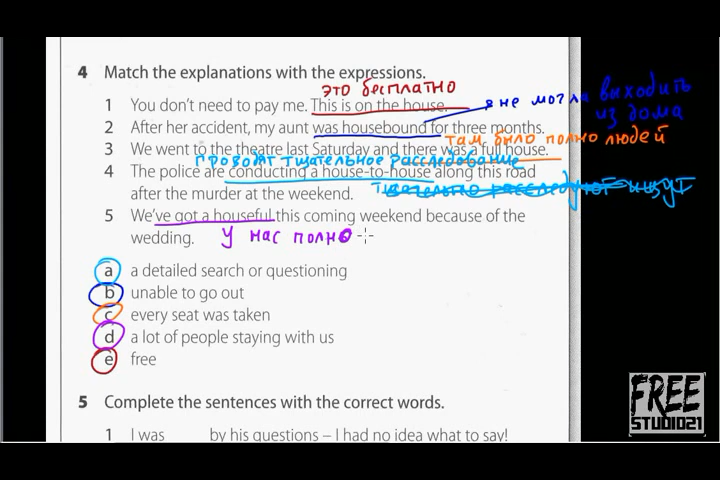 4 Match the explanations with the expressions.
это бесплатно
1 You don't need to pay me. This is on the house.
не могла выходить из дома
2 After her accident, my aunt was housebound for three months.
там было полно людей
3 We went to the theatre last Saturday and there was a full house.
проводят тщательное расследование
4 The police are conducting a house-to-house along this road
after the murder at the weekend.
тщательно расследуют ищут
5 We've got a houseful this coming weekend because of the
wedding.
у нас полно
a a detailed search or questioning
b unable to go out
c every seat was taken
d a lot of people staying with us
e free
5 Complete the sentences with the correct words.
1 I was by his questions – I had no idea what to say!
FREE
STUDIO21